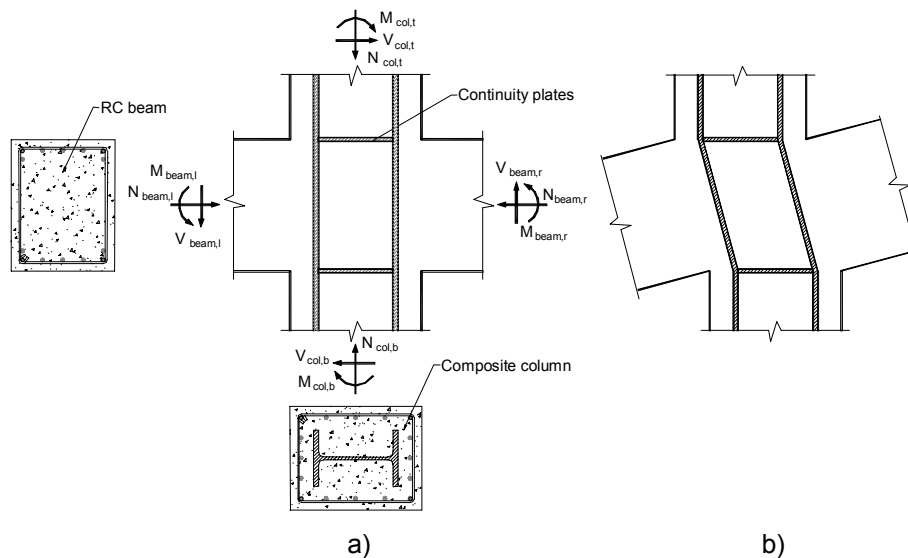 M col,t
V col,t
N col,t
Continuity plates
RC beam
M beam,l
N beam,l
V beam,l
V beam,r
N beam,r
M beam,r
N col,b
V col,b
M col,b
Composite column
a)
b)